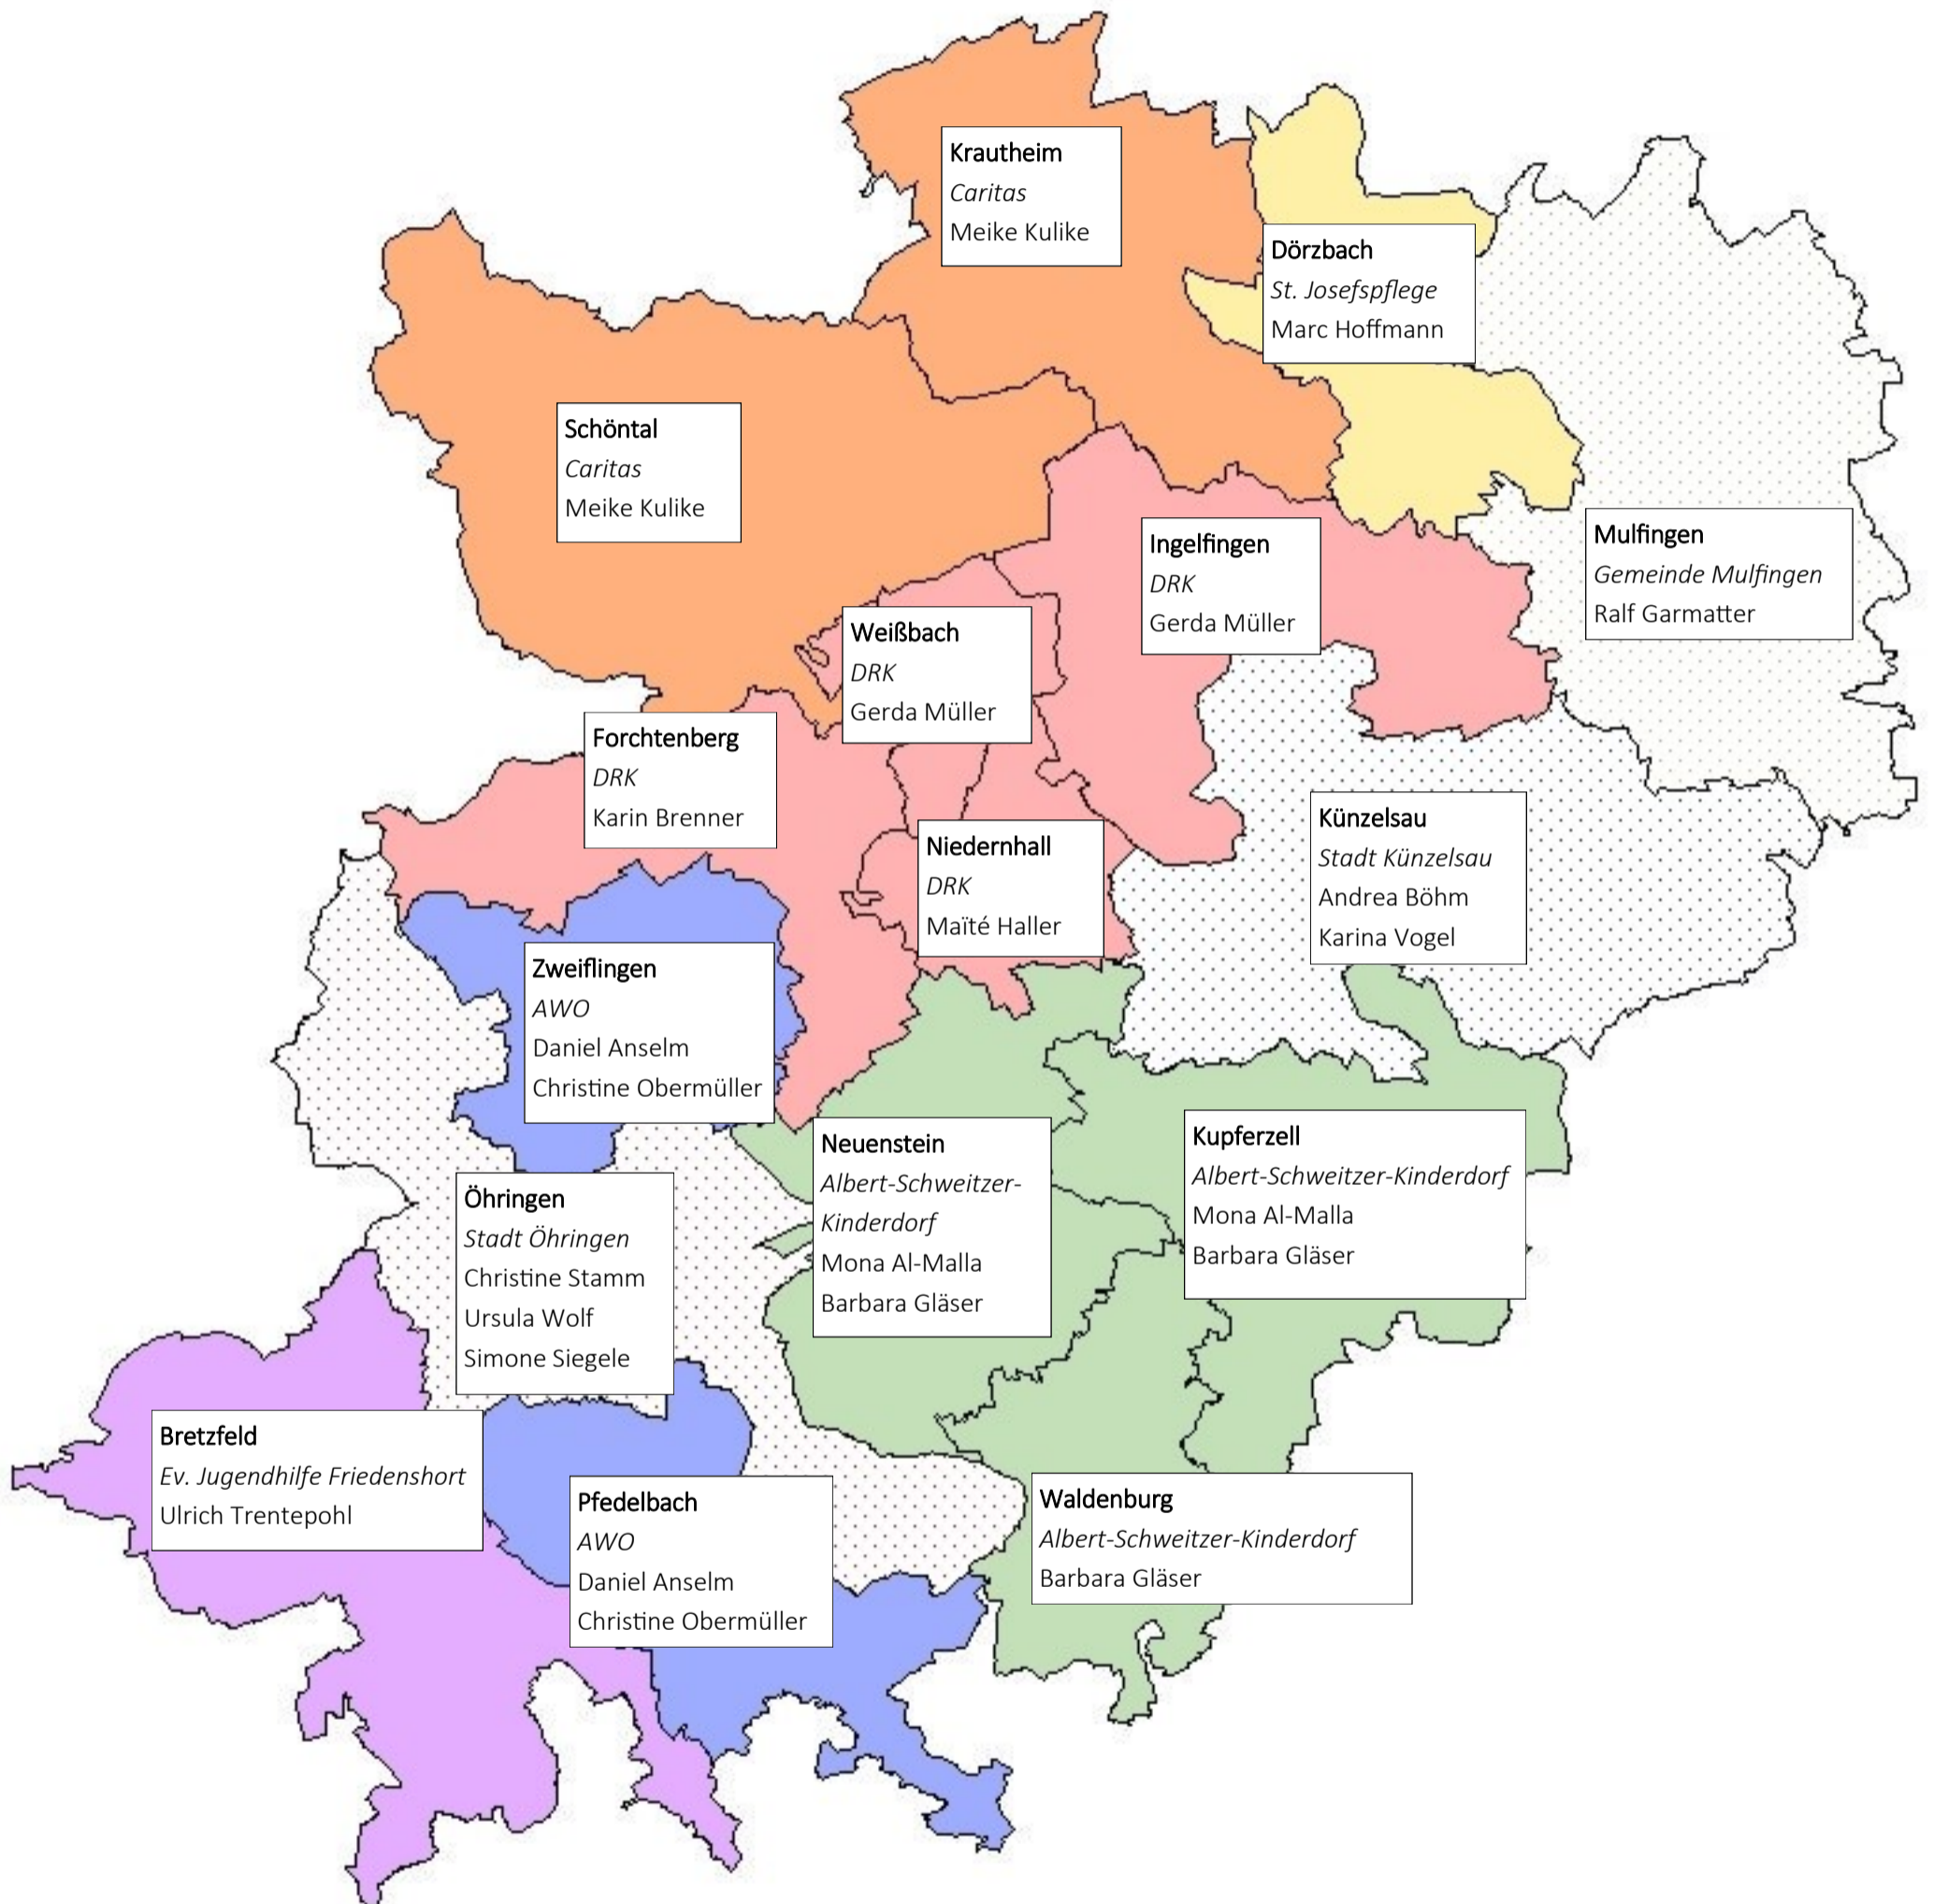 Krautheim
Caritas
Meike Kulike
Dörzbach
St. Josefspflege
Marc Hoffmann
Schöntal
Caritas
Meike Kulike
Ingelfingen
DRK
Gerda Müller
Mulfingen
Gemeinde Mulfingen
Ralf Garmatter
Weißbach
DRK
Gerda Müller
Forchtenberg
DRK
Karin Brenner
Niedernhall
DRK
Maïté Haller
Künzelsau
Stadt Künzelsau
Andrea Böhm
Karina Vogel
Zweiflingen
AWO
Daniel Anselm
Christine Obermüller
Neuenstein
Albert-Schweitzer-
Kinderdorf
Mona Al-Malla
Barbara Gläser
Kupferzell
Albert-Schweitzer-Kinderdorf
Mona Al-Malla
Barbara Gläser
Öhringen
Stadt Öhringen
Christine Stamm
Ursula Wolf
Simone Siegele
Bretzfeld
Ev. Jugendhilfe Friedenshort
Ulrich Trentepohl
Pfedelbach
AWO
Daniel Anselm
Christine Obermüller
Waldenburg
Albert-Schweitzer-Kinderdorf
Barbara Gläser